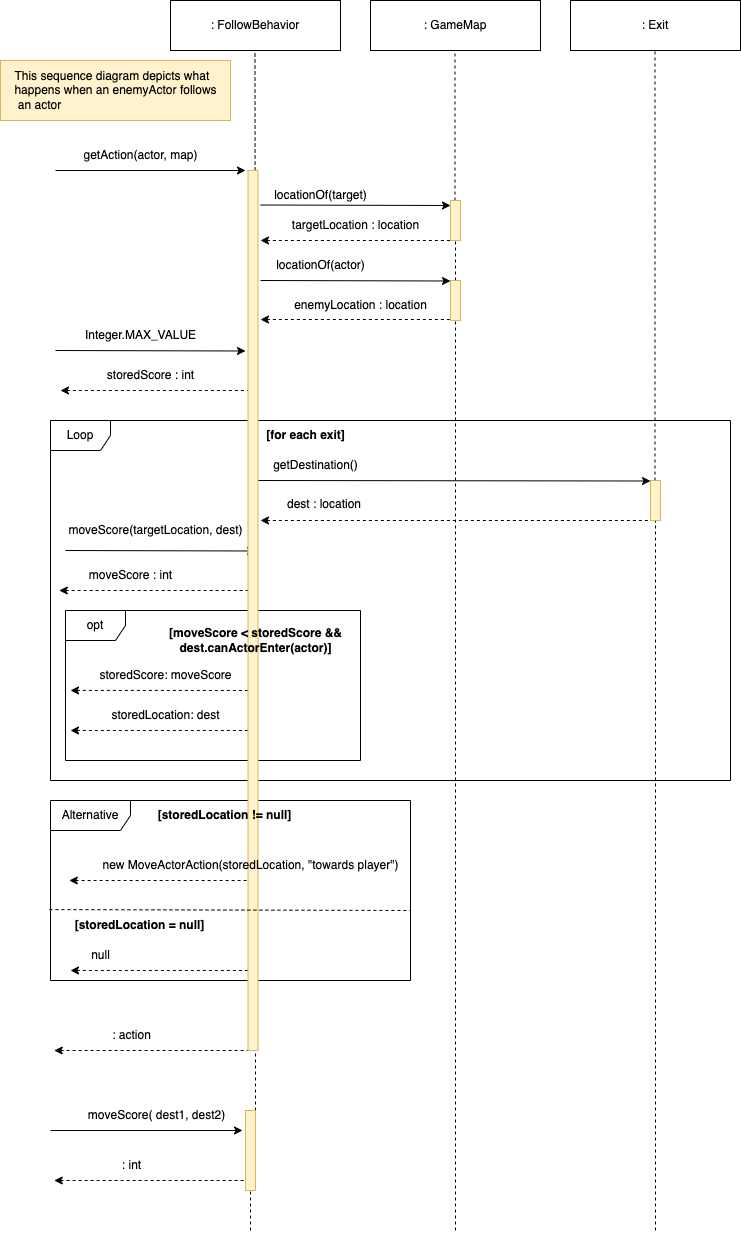 : FollowBehavior
: GameMap
: Exit
This sequence diagram depicts what
happens when an enemyActor follows
an actor
getAction(actor, map)
locationOf(target)
targetLocation : location
locationOf(actor)
enemyLocation : location
Integer.MAX_VALUE
storedScore : int
Loop
[for each exit]
getDestination()
dest : location
moveScore(targetLocation, dest)
moveScore : int
opt
[moveScore < storedScore &&
dest.canActorEnter(actor)]
storedScore: moveScore
storedLocation: dest
Alternative
[storedLocation != null]
new MoveActorAction(storedLocation, "towards player")
[storedLocation = null]
null
: action
moveScore( dest1, dest2)
: int